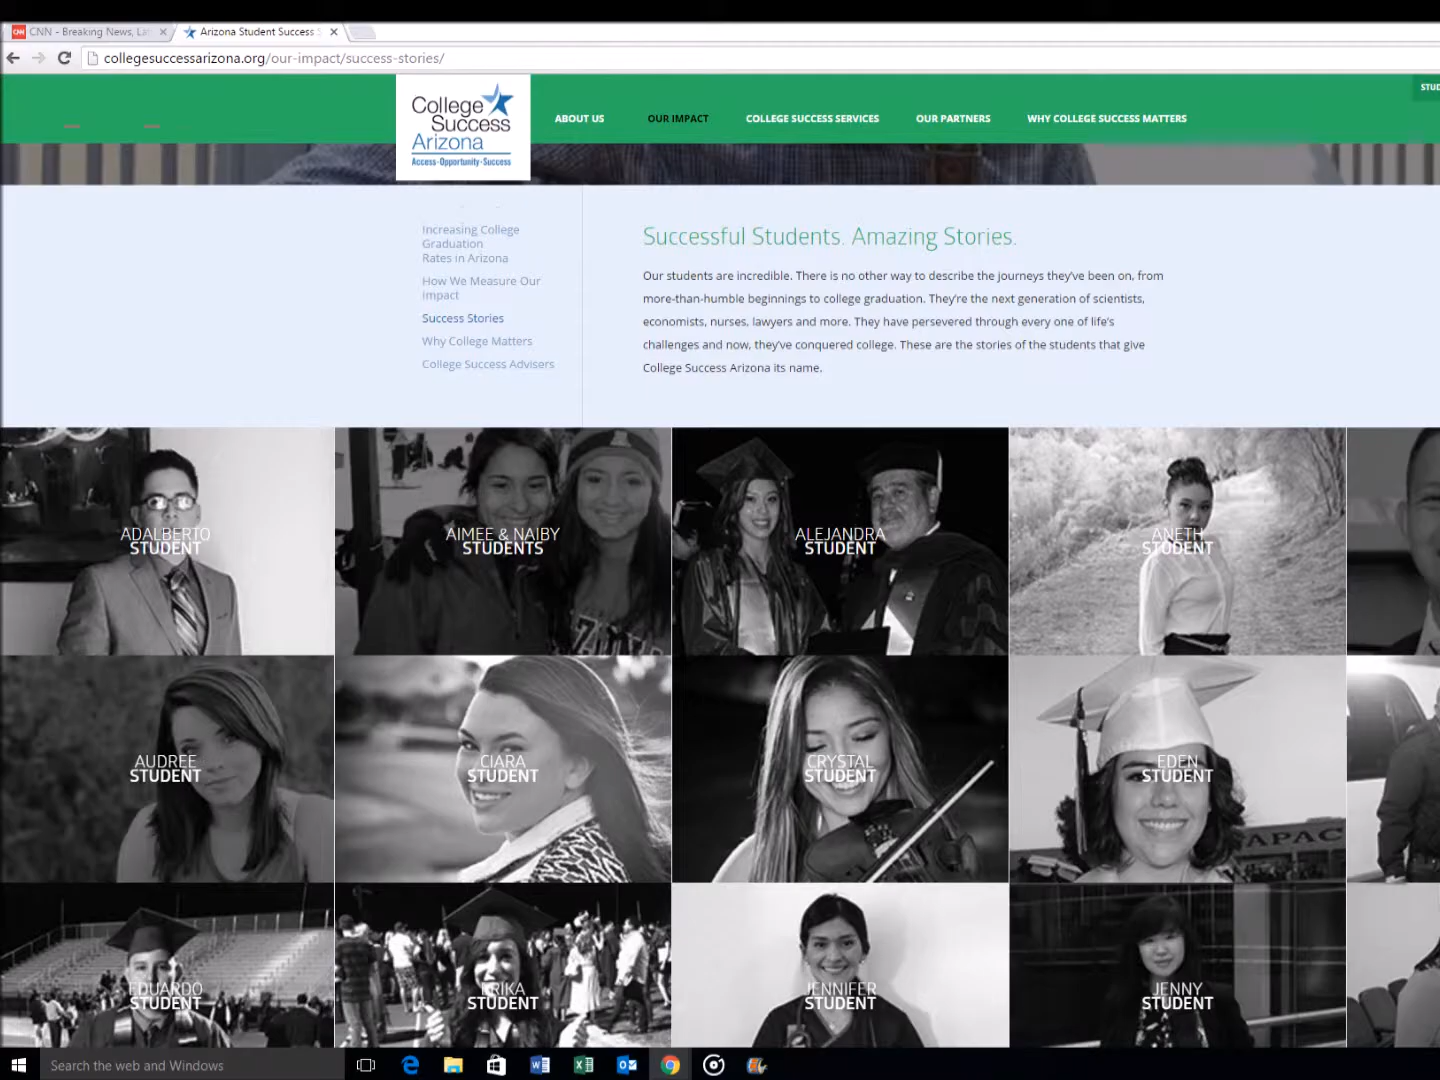 CNN - Breaking News, Lat
Arizona Student Success S
collegesuccessarizona.org/our-impact/success-stories/
STUD
College
Success
Arizona
Access·Opportunity·Success
ABOUT US
OUR IMPACT
COLLEGE SUCCESS SERVICES
OUR PARTNERS
WHY COLLEGE SUCCESS MATTERS
Increasing College
Graduation
Rates in Arizona
How We Measure Our
Impact
Success Stories
Why College Matters
College Success Advisers
Successful Students. Amazing Stories.
Our students are incredible. There is no other way to describe the journeys they've been on, from
more-than-humble beginnings to college graduation. They're the next generation of scientists,
economists, nurses, lawyers and more. They have persevered through every one of life's
challenges and now, they've conquered college. These are the stories of the students that give
College Success Arizona its name.
ADALBERTO
STUDENT
AIMEE & NAIBY
STUDENTS
ALEJANDRA
STUDENT
ANETH
STUDENT
AUDREE
STUDENT
CIARA
STUDENT
CRYSTAL
STUDENT
EDEN
STUDENT
APAC
EDUARDO
STUDENT
ERIKA
STUDENT
JENNIFER
STUDENT
JENNY
STUDENT
Search the web and Windows